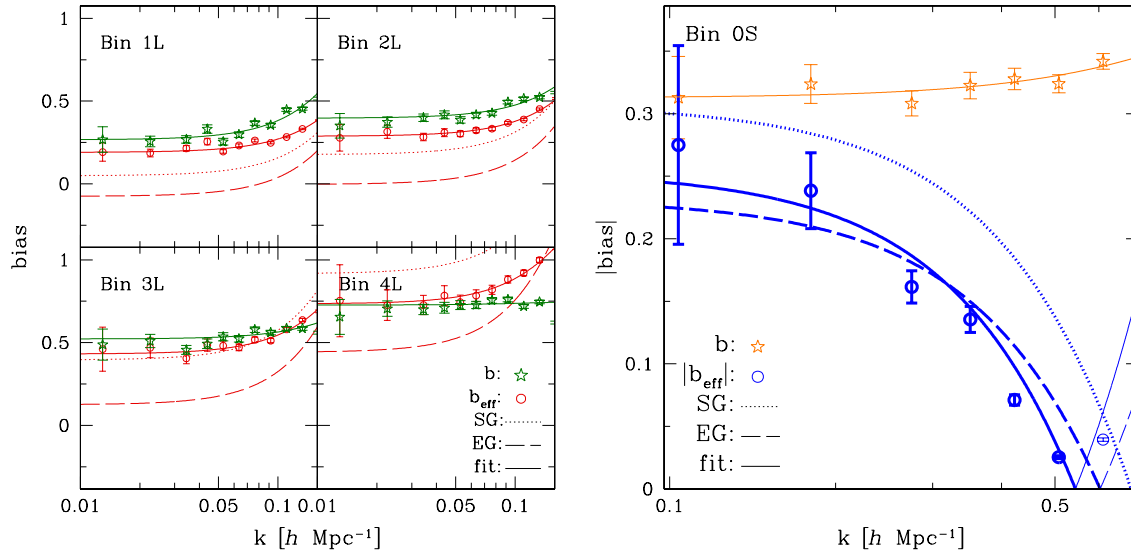 1
0.5
0
bias
Bin 1L
Bin 2L
1
0.5
0
Bin 3L
Bin 4L
b:
b_eff:
SG:
EG:
fit:
0.01
0.05
0.1
0.01
0.05
0.1
k [h Mpc⁻¹]
k [h Mpc⁻¹]
Bin 0S
0.3
0.2
0.1
0
|bias|
b:
|b_eff|:
SG:
EG:
fit:
0.1
0.5
k [h Mpc⁻¹]